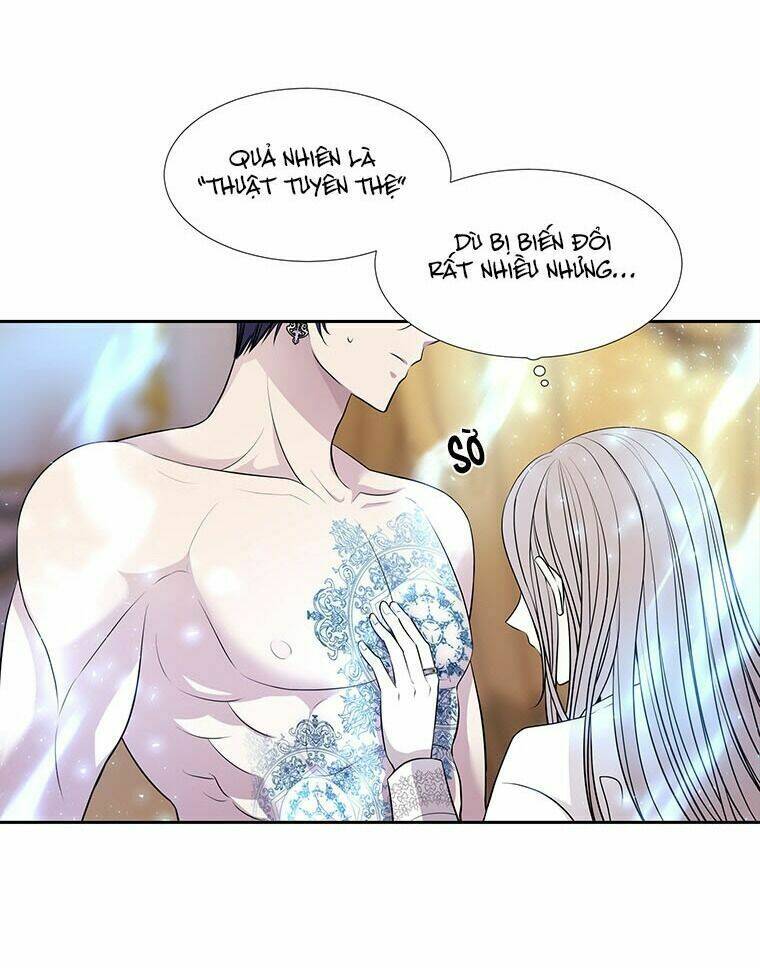 QUẢ NHIÊN LÀ
"THUẬT TUYÊN THỆ"
DÙ BỊ BIẾN ĐỔI
RẤT NHIỀU NHƯNG...
SỜ